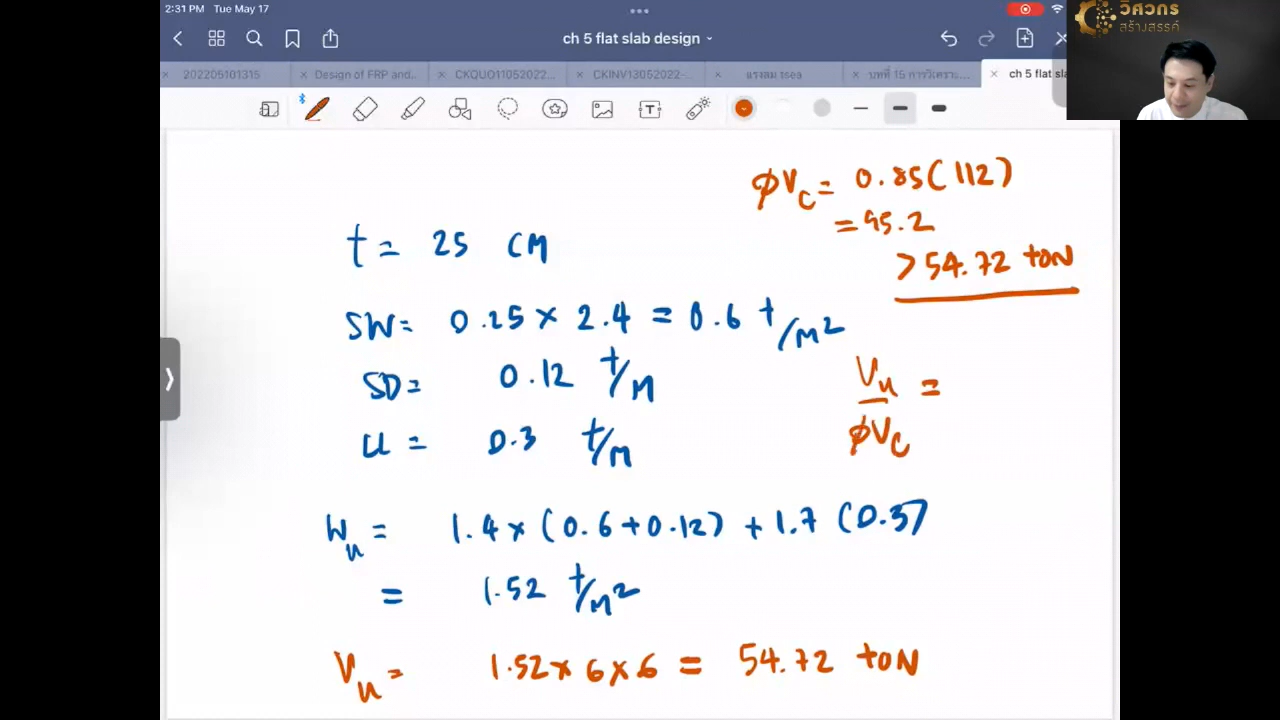 2:31 PM Tue May 17
วิศวกร
สร้างสรรค์
ch 5 flat slab design
202205101315
Design of FRP and..
CKQUO11052022...
CKINV13052022-...
แรงลม tsea
บทที่ 15 การวิเคราะ...
ch 5 flat sla
φVc = 0.85(112)
= 95.2
> 54.72 TON
t = 25 CM
SW = 0.25 × 2.4 = 0.6 t/M²
SD = 0.12 t/M
LL = 0.3 t/M
Vu/φVc =
Wu = 1.4 × (0.6 + 0.12) + 1.7 (0.3)
= 1.52 t/M²
Vu = 1.52 × 6 × 6 = 54.72 TON